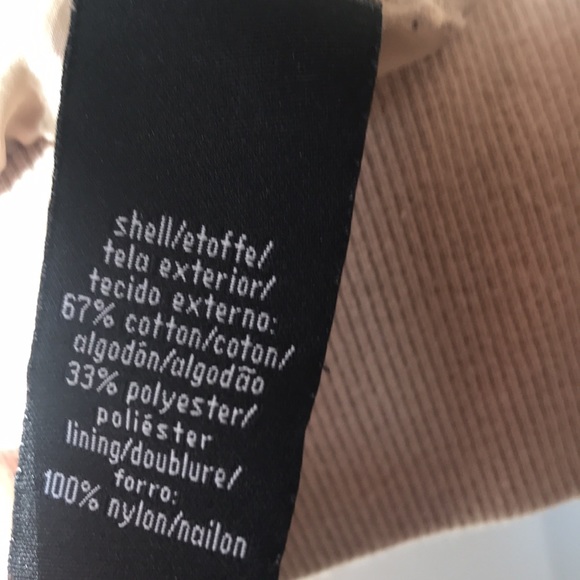 shell/etoffe/
tela exterior/
tecido externo:
67% cotton/coton/
algodón/algodão
33% polyester/
poliéster
lining/doublure/
forro:
100% nylon/nailon